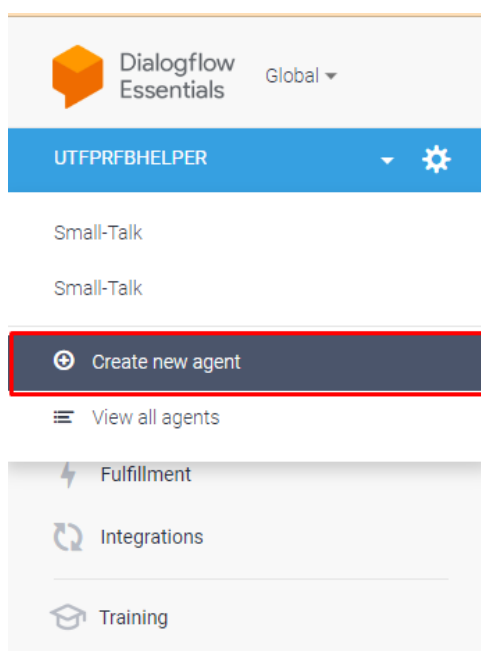 Dialogflow
Essentials
Global
UTFPRFBHELPER
Small-Talk
Small-Talk
Create new agent
View all agents
Fulfillment
Integrations
Training